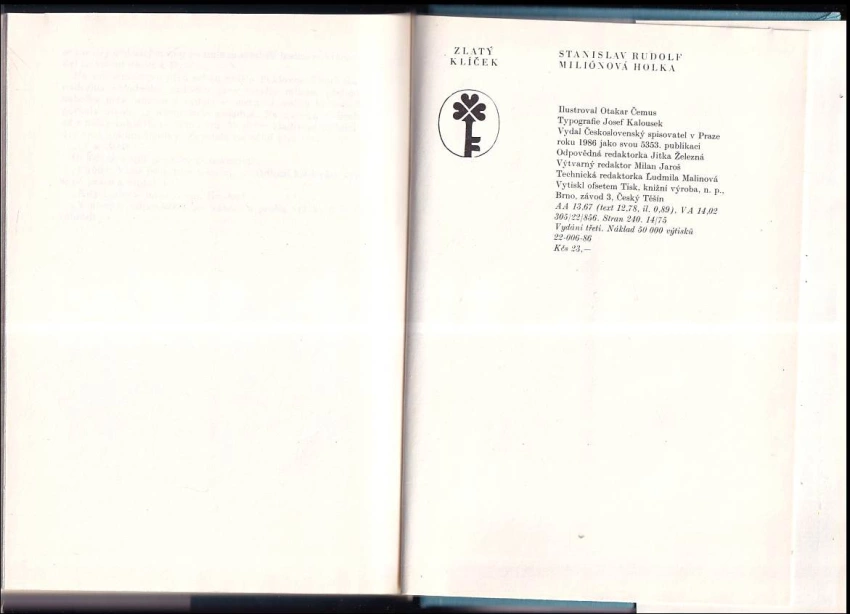 ZLATÝ
KLÍČEK
STANISLAV RUDOLF
MILIÓNOVÁ HOLKA
Ilustroval Otakar Čemus
Typografie Josef Kalousek
Vydal Československý spisovatel v Praze
roku 1986 jako svou 5353. publikaci
Odpovědná redaktorka Jitka Železná
Výtvarný redaktor Milan Jaroš
Technická redaktorka Ľudmila Malinová
Vytiskl ofsetem Tisk, knižní výroba, n. p.,
Brno, závod 3, Český Těšín
AA 13,67 (text 12,78, il. 0,89), VA 14,02
305/22/856. Stran 240. 14/75
Vydání třetí. Náklad 50 000 výtisků
22-006-86
Kčs 23,—